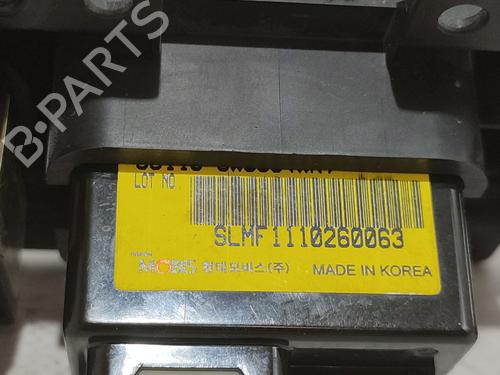 B-PARTS
LOT NO
SLMF1110260063
MOBIS 현대모비스(주) MADE IN KOREA